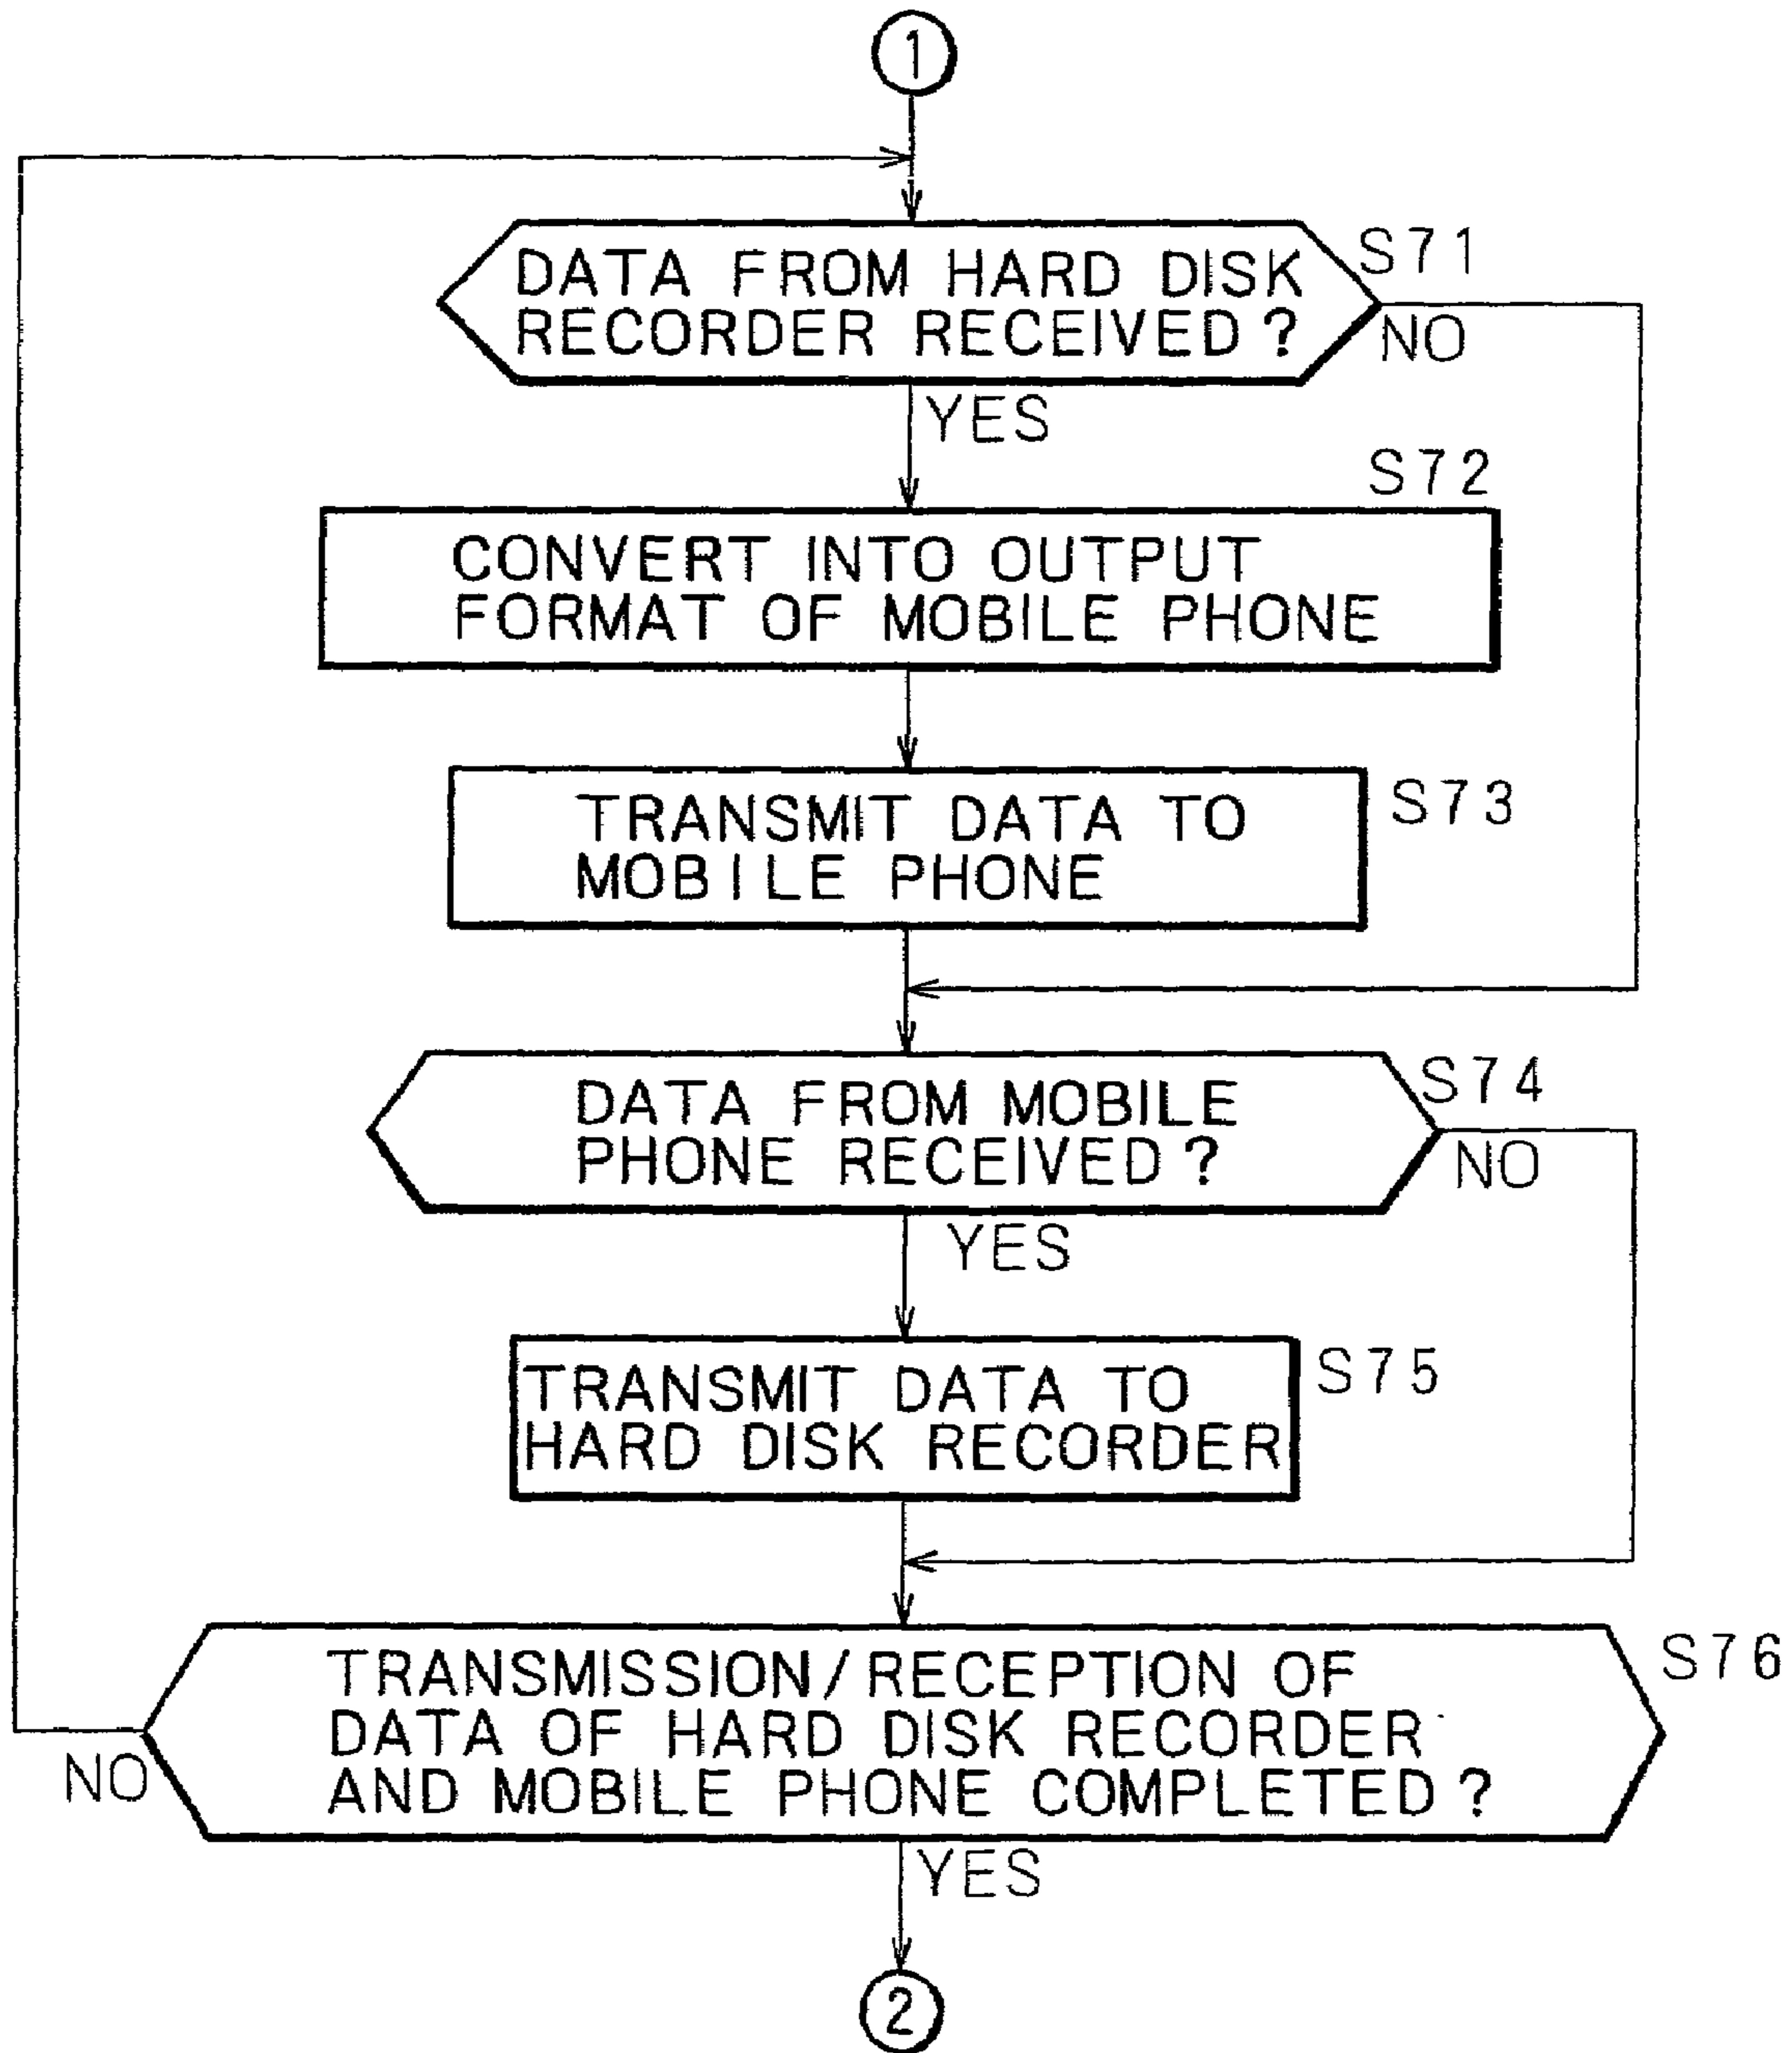 1
DATA FROM HARD DISK
RECORDER RECEIVED?
S71
NO
YES
S72
CONVERT INTO OUTPUT
FORMAT OF MOBILE PHONE
TRANSMIT DATA TO
MOBILE PHONE
S73
DATA FROM MOBILE
PHONE RECEIVED?
S74
NO
YES
TRANSMIT DATA TO
HARD DISK RECORDER
S75
TRANSMISSION/RECEPTION OF
DATA OF HARD DISK RECORDER
AND MOBILE PHONE COMPLETED?
S76
NO
YES
2